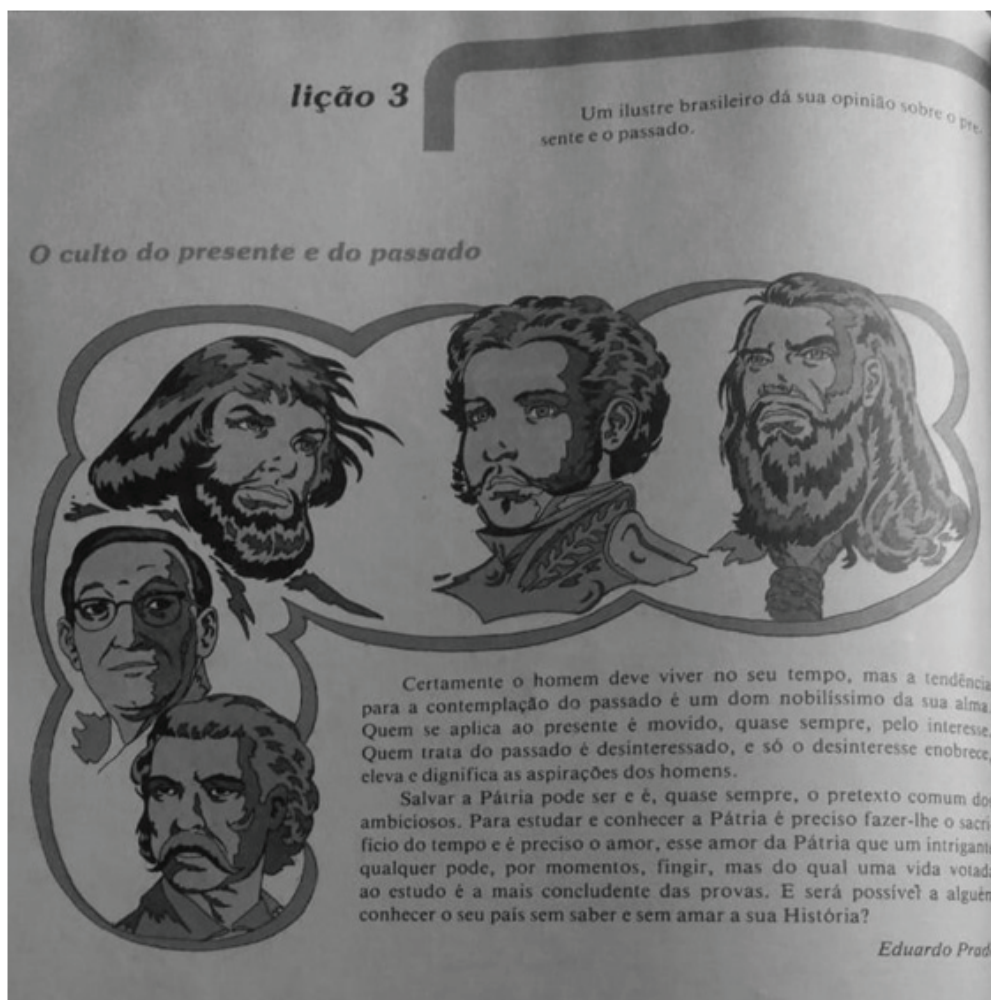 lição 3
Um ilustre brasileiro dá sua opinião sobre o pre-
sente e o passado.
O culto do presente e do passado
Certamente o homem deve viver no seu tempo, mas a tendência
para a contemplação do passado é um dom nobilíssimo da sua alma.
Quem se aplica ao presente é movido, quase sempre, pelo interesse.
Quem trata do passado é desinteressado, e só o desinteresse enobrece,
eleva e dignifica as aspirações dos homens.
Salvar a Pátria pode ser e é, quase sempre, o pretexto comum do
ambiciosos. Para estudar e conhecer a Pátria é preciso fazer-lhe o sacri
fício do tempo e é preciso o amor, esse amor da Pátria que um intrigant
qualquer pode, por momentos, fingir, mas do qual uma vida votad
ao estudo é a mais concludente das provas. E será possível a alguén
conhecer o seu país sem saber e sem amar a sua História?
Eduardo Prad